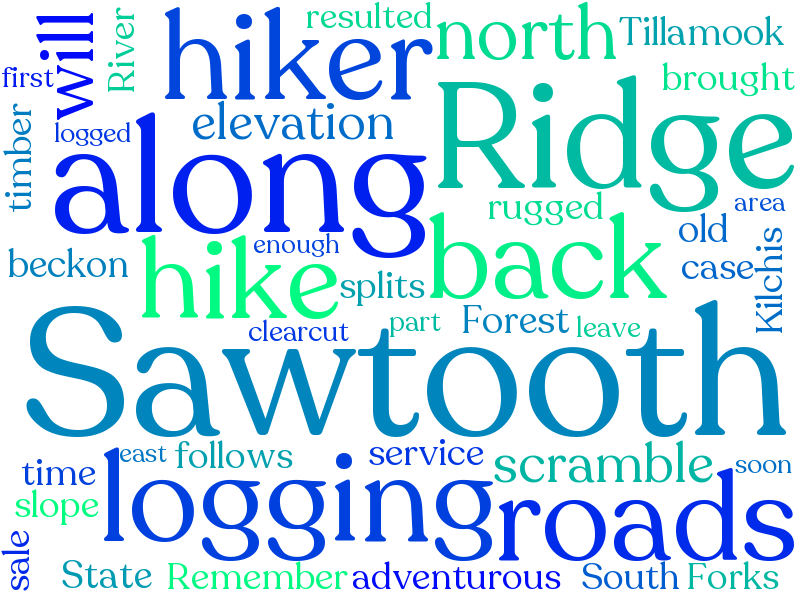 resulted
Tillamook
north
hiker
will
River
first
brought
logged
timber
elevation
Ridge
along
rugged
area
old
back
hike
enough
beckon
splits
case
Kilchis
clearcut
part
Forest
leave
Sawtooth
east
follows
service
time
scramble
soon
slope
logging
roads
sale
State
Remember
adventurous
South
Forks